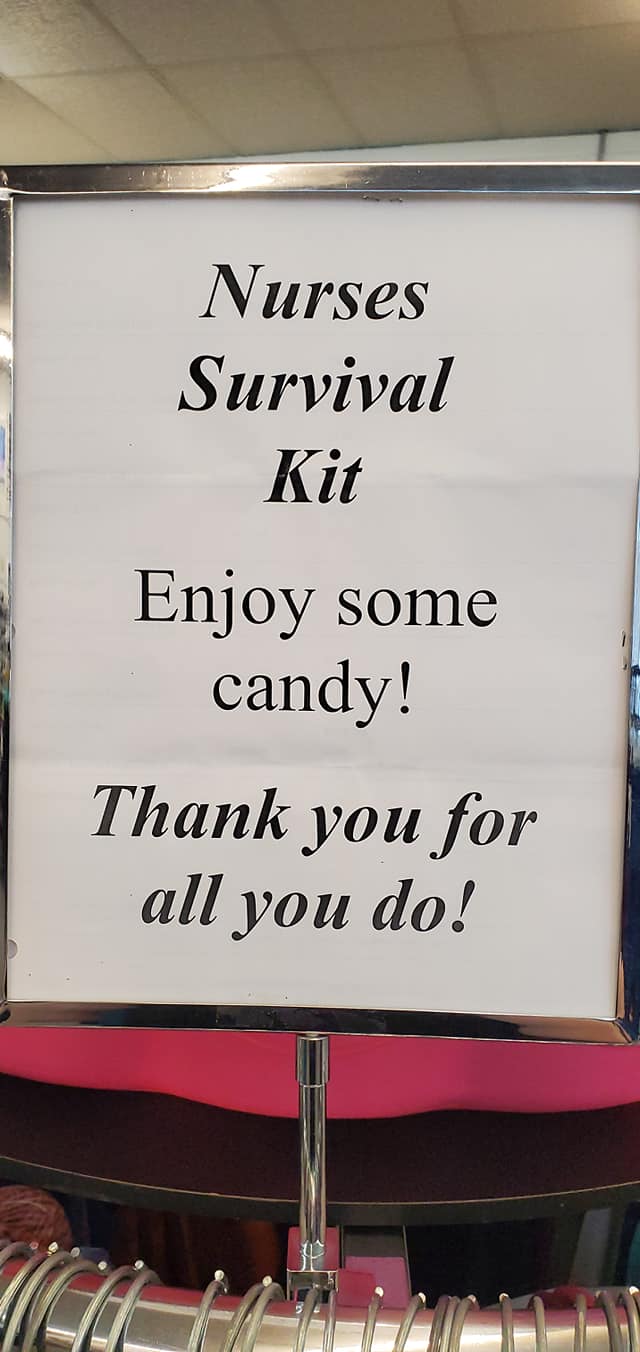 Nurses
Survival
Kit
Enjoy some
candy!
Thank you for
all you do!